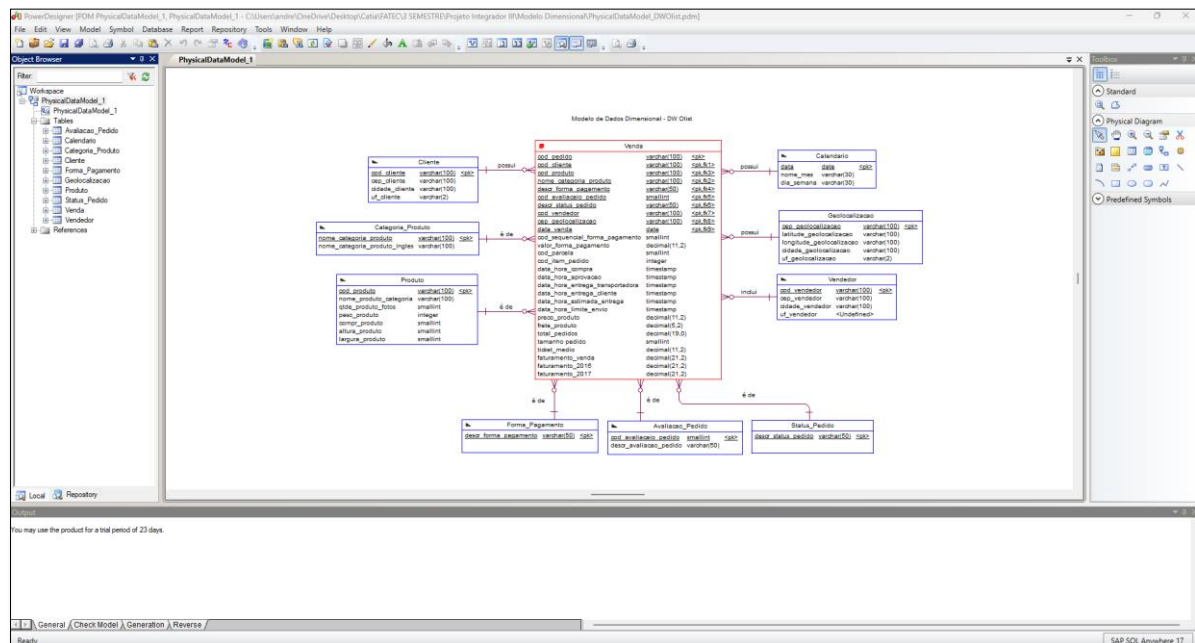 PowerDesigner [PDM PhysicalDataModel_1, PhysicalDataModel_1 - C:\Users\andre\OneDrive\Desktop\Catia\FATEC\3 SEMESTRE\Projeto Integrador III\Modelo Dimensional\PhysicalDataModel_DWOlist.pdm]
File Edit View Model Symbol Database Report Repository Tools Window Help
Object Browser
PhysicalDataModel_1
Toolbox
Filter:
Workspace
PhysicalDataModel_1
PhysicalDataModel_1
Tables
Avaliacao_Pedido
Calendario
Categoria_Produto
Cliente
Forma_Pagamento
Geolocalizacao
Produto
Status_Pedido
Venda
Vendedor
References
Local Repository
Standard
Physical Diagram
Predefined Symbols
Modelo de Dados Dimensional - DW Olist
Cliente
cod_cliente varchar(100) <pk>
cep_cliente varchar(100)
cidade_cliente varchar(100)
uf_cliente varchar(2)
possui
Categoria_Produto
nome_categoria_produto varchar(100) <pk>
nome_categoria_produto_ingles varchar(100)
é de
Produto
cod_produto varchar(100) <pk>
nome_produto_categoria varchar(100)
qtde_produto_fotos smallint
peso_produto integer
compr_produto smallint
altura_produto smallint
largura_produto smallint
é de
Venda
cod_pedido varchar(100) <pk>
cod_cliente varchar(100) <pk,fk1>
cod_produto varchar(100) <pk,fk3>
nome_categoria_produto varchar(100) <pk,fk2>
descr_forma_pagamento varchar(50) <pk,fk4>
cod_avaliacaio_pedido smallint <pk,fk5>
descr_status_pedido varchar(50) <pk,fk6>
cod_vendedor varchar(100) <pk,fk7>
cep_geolocalizacao varchar(100) <pk,fk8>
data_venda date <pk,fk9>
cod_sequencial_forma_pagamento smallint
valor_forma_pagamento decimal(11,2)
cod_parcela smallint
cod_item_pedido integer
data_hora_compra timestamp
data_hora_aprovacao timestamp
data_hora_entrega_transportadora timestamp
data_hora_entrega_cliente timestamp
data_hora_estimada_entrega timestamp
data_hora_limite_envio timestamp
preco_produto decimal(11,2)
frete_produto decimal(5,2)
total_pedidos decimal(19,0)
tamanho pedido smallint
ticket_medio decimal(11,2)
faturamento_venda decimal(21,2)
faturamento_2016 decimal(21,2)
faturamento_2017 decimal(21,2)
possui
Calendario
data date <pk>
nome_mes varchar(30)
dia_semana varchar(30)
possui
Geolocalizacao
cep_geolocalizacao varchar(100) <pk>
latitude_geolocalizacao varchar(100)
longitude_geolocalizacao varchar(100)
cidade_geolocalizacao varchar(100)
uf_geolocalizacao varchar(2)
inclui
Vendedor
cod_vendedor varchar(100) <pk>
cep_vendedor varchar(100)
cidade_vendedor varchar(100)
uf_vendedor <Undefined>
é de
é de
é de
Forma_Pagamento
descr_forma_pagamento varchar(50) <pk>
Avaliacao_Pedido
cod_avaliacaio_pedido smallint <pk>
descr_avaliacao_pedido varchar(50)
Status_Pedido
descr_status_pedido varchar(50) <pk>
Output
You may use the product for a trial period of 23 days.
General Check Model Generation Reverse
Ready
SAP SQL Anywhere 17